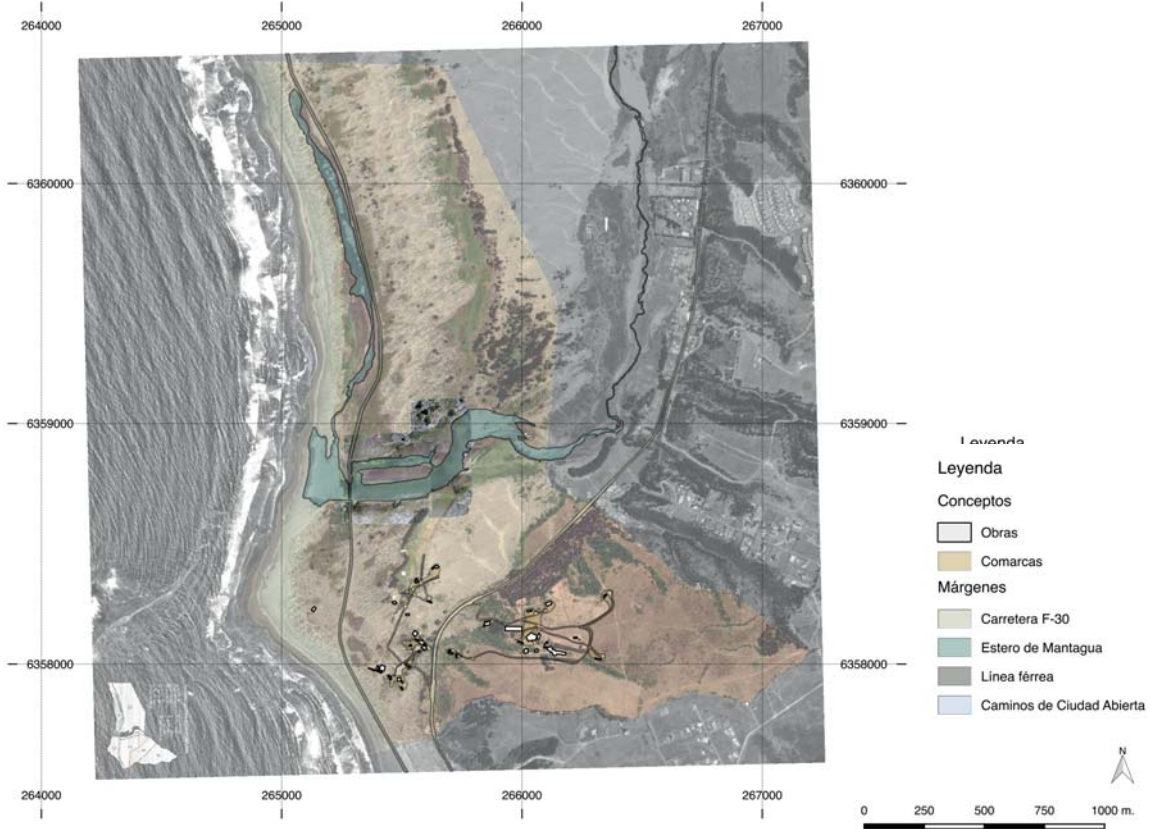 264000 265000 266000 267000
6360000 6360000
6359000 6359000
Leyenda
Leyenda
Conceptos
Obras
Comarcas
Márgenes
Carretera F-30
Estero de Mantagua
Línea férrea
Caminos de Ciudad Abierta
6358000 6358000
N
264000 265000 266000 267000
0 250 500 750 1000 m.